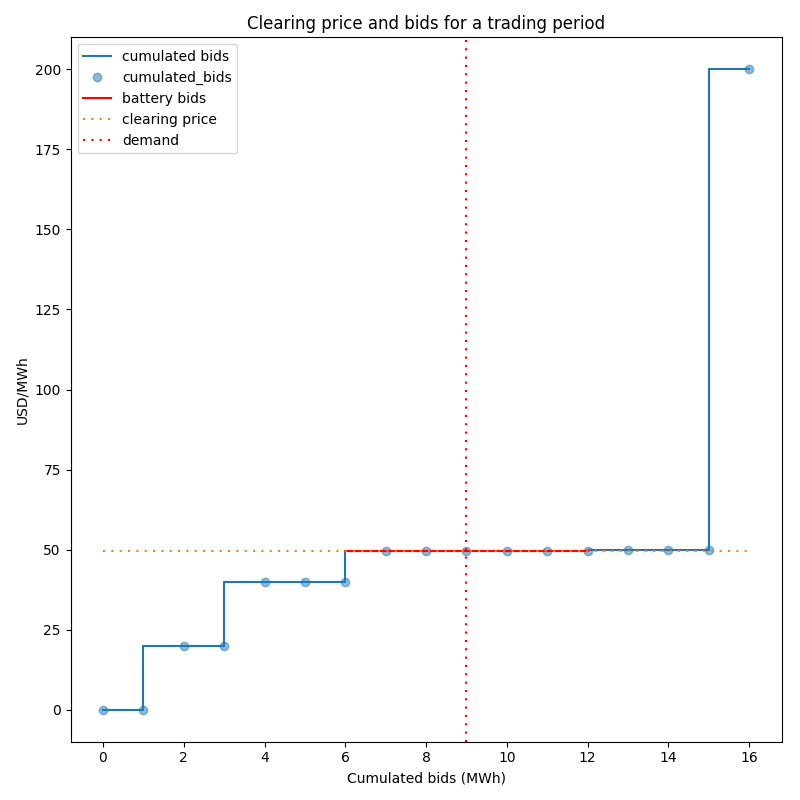 Clearing price and bids for a trading period
cumulated bids
cumulated_bids
battery bids
clearing price
demand
200
175
150
125
100
75
50
25
0
USD/MWh
0 2 4 6 8 10 12 14 16
Cumulated bids (MWh)